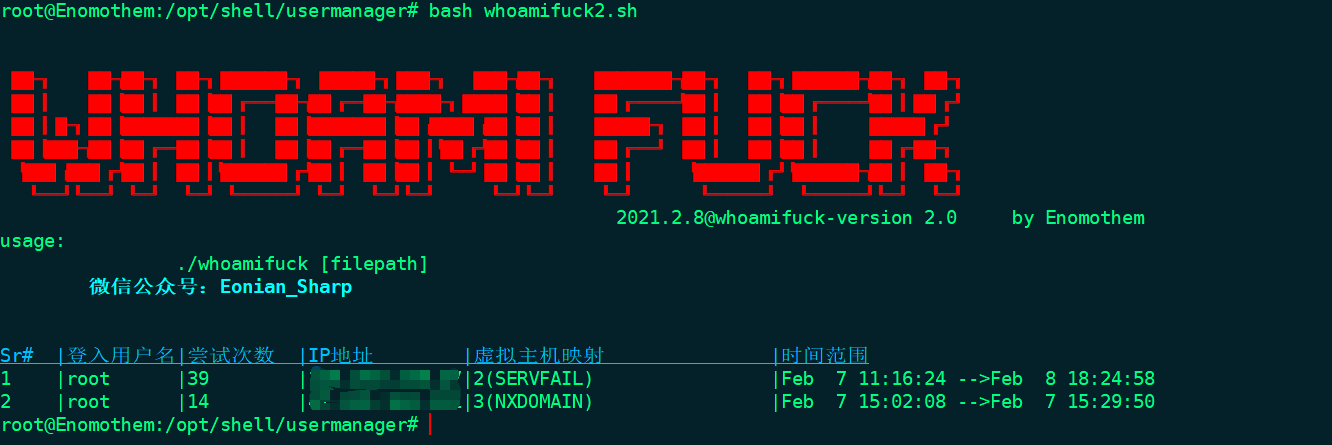 root@Enomothem:/opt/shell/usermanager# bash whoamifuck2.sh
WHOAMI FUCK
2021.2.8@whoamifuck-version 2.0 by Enomothem
usage:
./whoamifuck [filepath]
微信公众号：Eonian_Sharp
Sr# |登入用户名|尝试次数 |IP地址 |虚拟主机映射 |时间范围
1 |root |39 | |2(SERVFAIL) |Feb 7 11:16:24 -->Feb 8 18:24:58
2 |root |14 | |3(NXDOMAIN) |Feb 7 15:02:08 -->Feb 7 15:29:50
root@Enomothem:/opt/shell/usermanager#